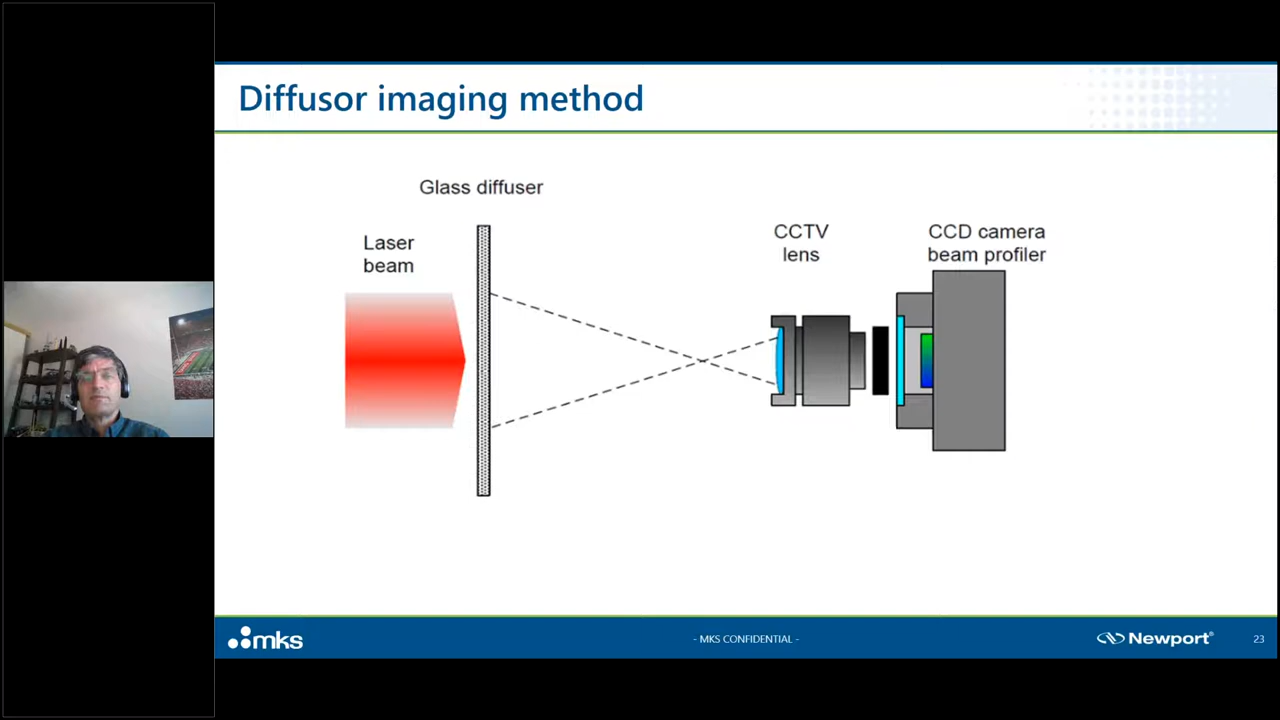 Diffusor imaging method
Glass diffuser
Laser
beam
CCTV
lens
CCD camera
beam profiler
mks
- MKS CONFIDENTIAL -
Newport®
23